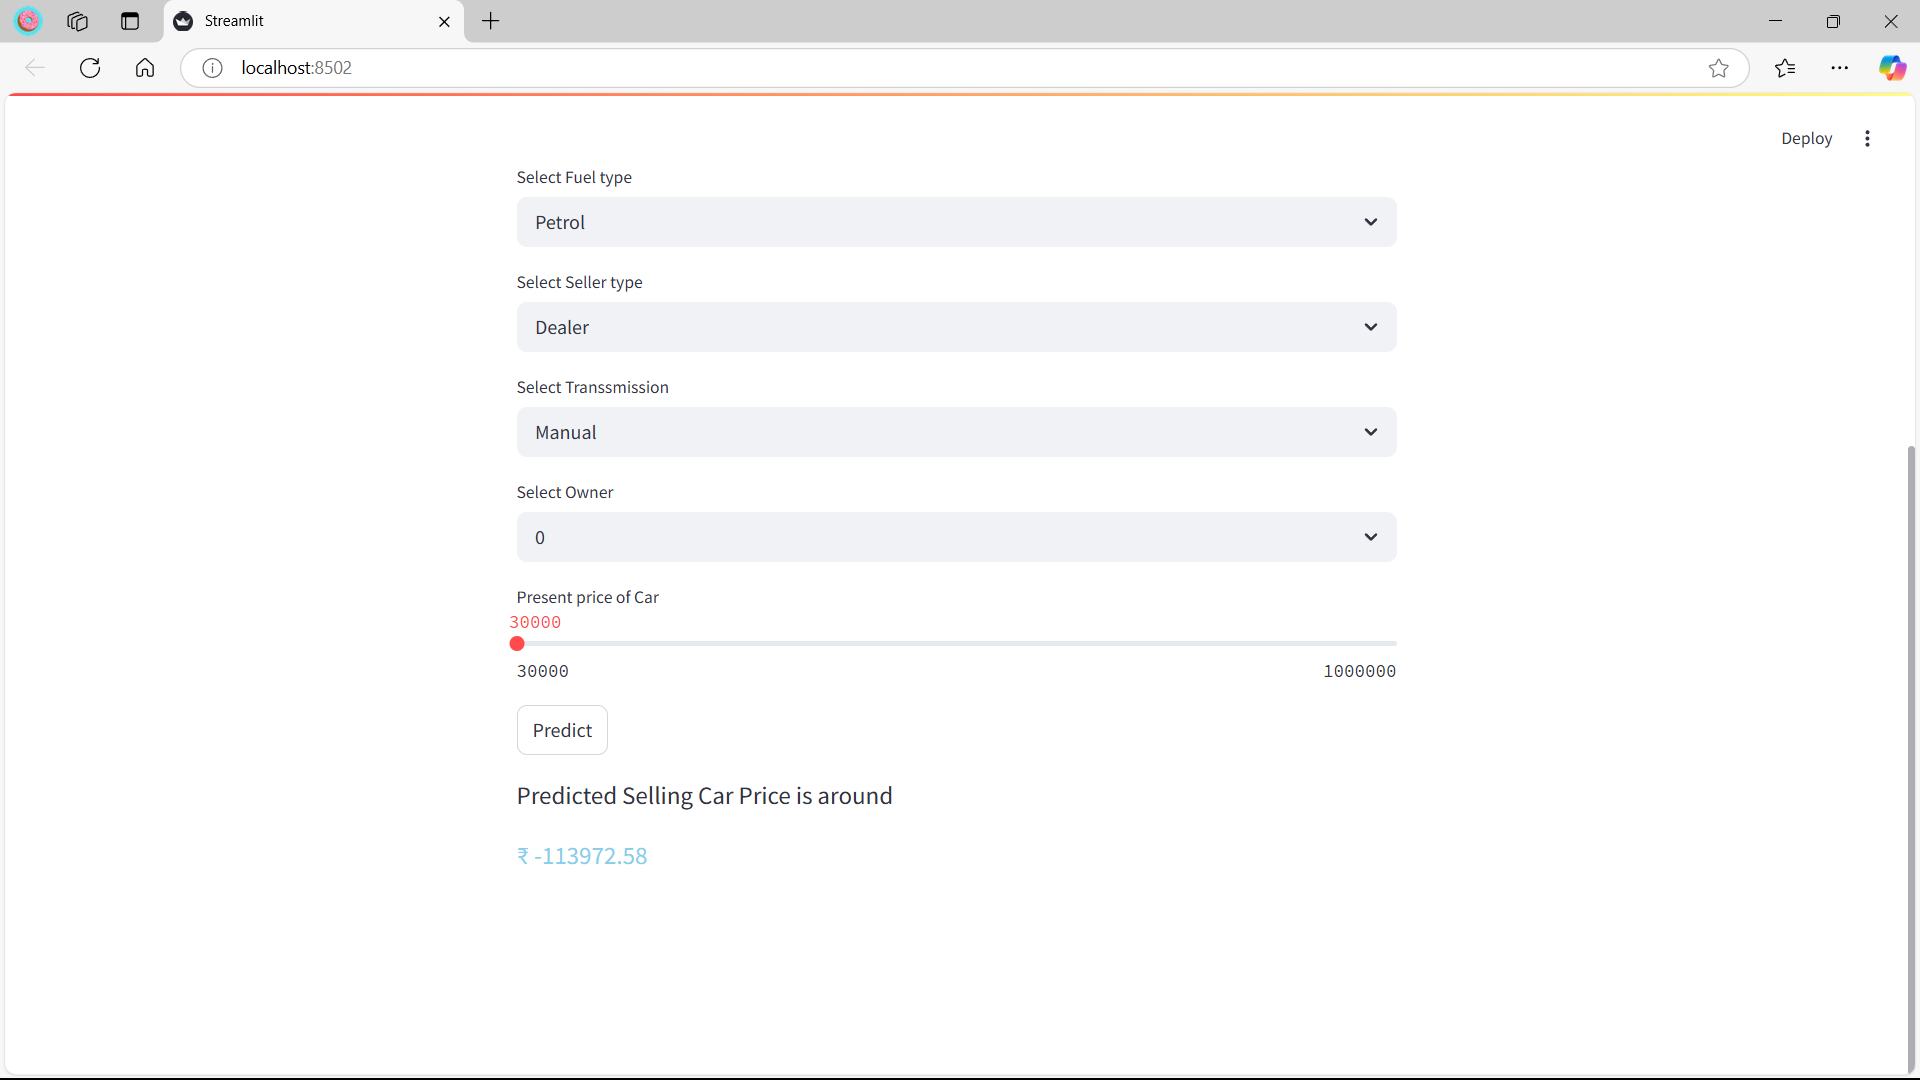 Streamlit
localhost:8502
Deploy
Select Fuel type
Petrol
Select Seller type
Dealer
Select Transsmission
Manual
Select Owner
0
Present price of Car
30000
30000 1000000
Predict
Predicted Selling Car Price is around
₹ -113972.58